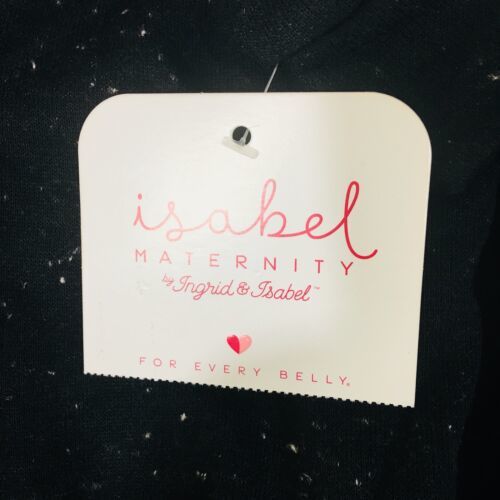 isabel
MATERNITY
by Ingrid & Isabel™
FOR EVERY BELLY®